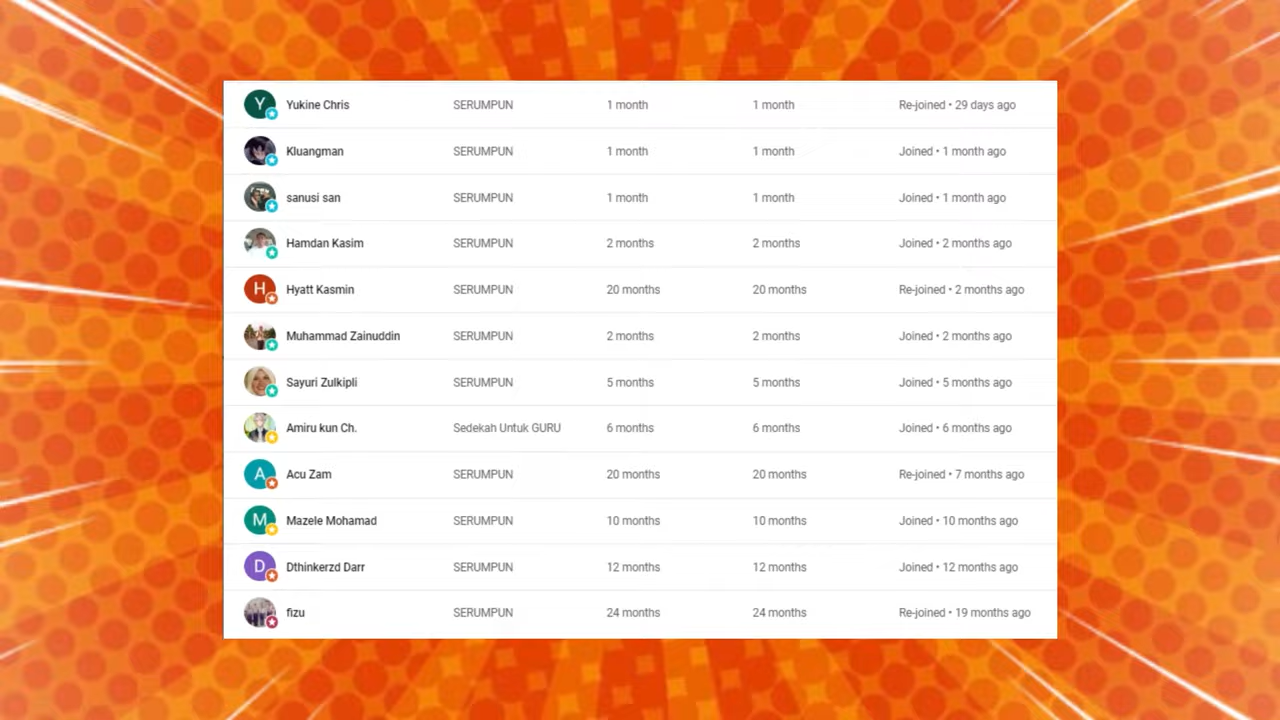 Y Yukine Chris SERUMPUN 1 month 1 month Re-joined • 29 days ago
Kluangman SERUMPUN 1 month 1 month Joined • 1 month ago
sanusi san SERUMPUN 1 month 1 month Joined • 1 month ago
Hamdan Kasim SERUMPUN 2 months 2 months Joined • 2 months ago
H Hyatt Kasmin SERUMPUN 20 months 20 months Re-joined • 2 months ago
Muhammad Zainuddin SERUMPUN 2 months 2 months Joined • 2 months ago
Sayuri Zulkipli SERUMPUN 5 months 5 months Joined • 5 months ago
Amiru kun Ch. Sedekah Untuk GURU 6 months 6 months Joined • 6 months ago
A Acu Zam SERUMPUN 20 months 20 months Re-joined • 7 months ago
M Mazele Mohamad SERUMPUN 10 months 10 months Joined • 10 months ago
D Dthinkerzd Darr SERUMPUN 12 months 12 months Joined • 12 months ago
fizu SERUMPUN 24 months 24 months Re-joined • 19 months ago